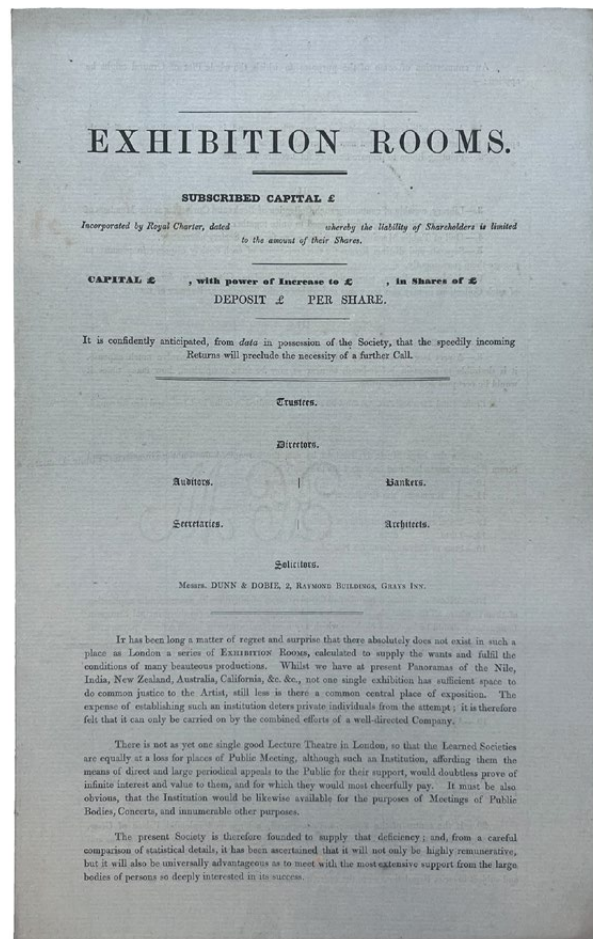 EXHIBITION ROOMS.
SUBSCRIBED CAPITAL £
Incorporated by Royal Charter, dated whereby the liability of Shareholders is limited
to the amount of their Shares.
CAPITAL £ , with power of Increase to £ , in Shares of £
DEPOSIT £ PER SHARE.
It is confidently anticipated, from data in possession of the Society, that the speedily incoming
Returns will preclude the necessity of a further Call.
Trustees.
Directors.
Auditors. Bankers.
Secretaries. Architects.
Solicitors.
Messrs. DUNN & DOBIE, 2, RAYMOND BUILDINGS, GRAYS INN.
IT has been long a matter of regret and surprise that there absolutely does not exist in such a
place as London a series of EXHIBITION ROOMS, calculated to supply the wants and fulfil the
conditions of many beauteous productions. Whilst we have at present Panoramas of the Nile,
India, New Zealand, Australia, California, &c. &c., not one single exhibition has sufficient space to
do common justice to the Artist, still less is there a common central place of exposition. The
expense of establishing such an institution deters private individuals from the attempt; it is therefore
felt that it can only be carried on by the combined efforts of a well-directed Company.
There is not as yet one single good Lecture Theatre in London, so that the Learned Societies
are equally at a loss for places of Public Meeting, although such an Institution, affording them the
means of direct and large periodical appeals to the Public for their support, would doubtless prove of
infinite interest and value to them, and for which they would most cheerfully pay. It must be also
obvious, that the Institution would be likewise available for the purposes of Meetings of Public
Bodies, Concerts, and innumerable other purposes.
The present Society is therefore founded to supply that deficiency; and, from a careful
comparison of statistical details, it has been ascertained that it will not only be highly remunerative,
but it will also be universally advantageous as to meet with the most extensive support from the large
bodies of persons so deeply interested in its success.